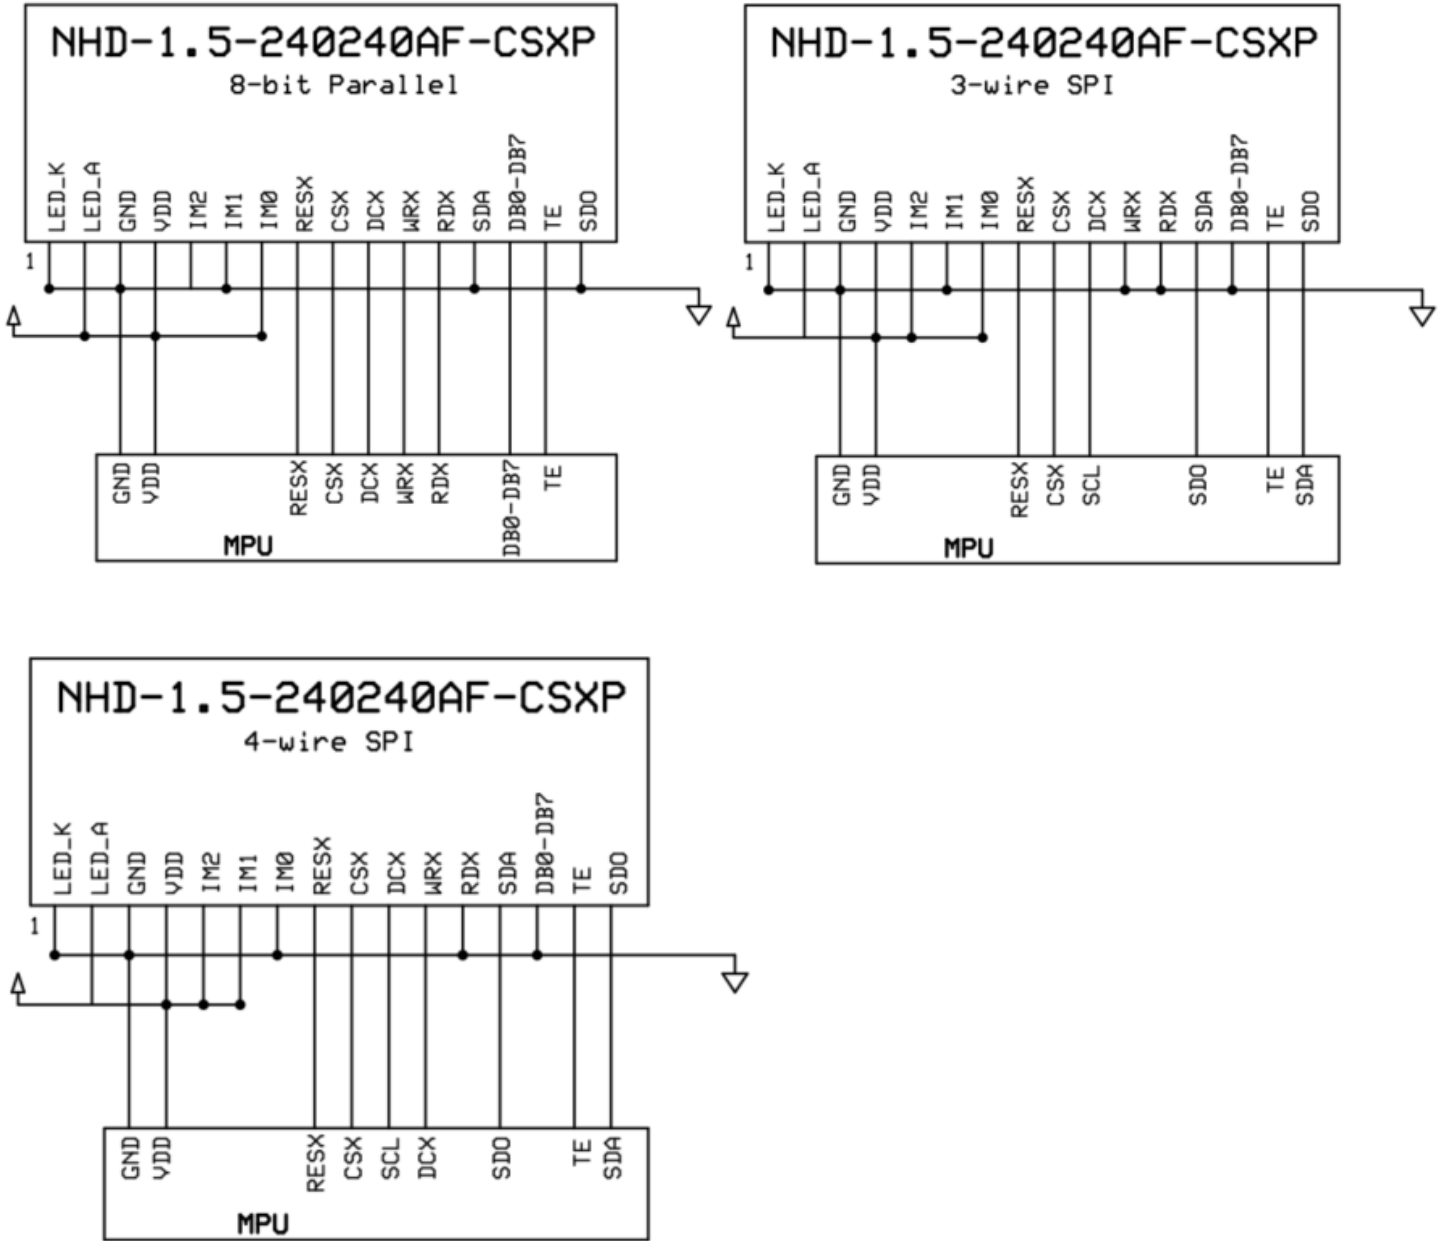 NHD-1.5-240240AF-CSXP
8-bit Parallel
LED_K LED_A GND VDD IM2 IM1 IM0 RESX CSX DCX WRX RDX SDA DB0-DB7 TE SDO
1
GND VDD RESX CSX DCX WRX RDX DB0-DB7 TE
MPU
NHD-1.5-240240AF-CSXP
3-wire SPI
LED_K LED_A GND VDD IM2 IM1 IM0 RESX CSX DCX WRX RDX SDA DB0-DB7 TE SDO
1
GND VDD RESX CSX SCL SDO TE SDA
MPU
NHD-1.5-240240AF-CSXP
4-wire SPI
LED_K LED_A GND VDD IM2 IM1 IM0 RESX CSX DCX WRX RDX SDA DB0-DB7 TE SDO
1
GND VDD RESX CSX SCL DCX SDO TE SDA
MPU